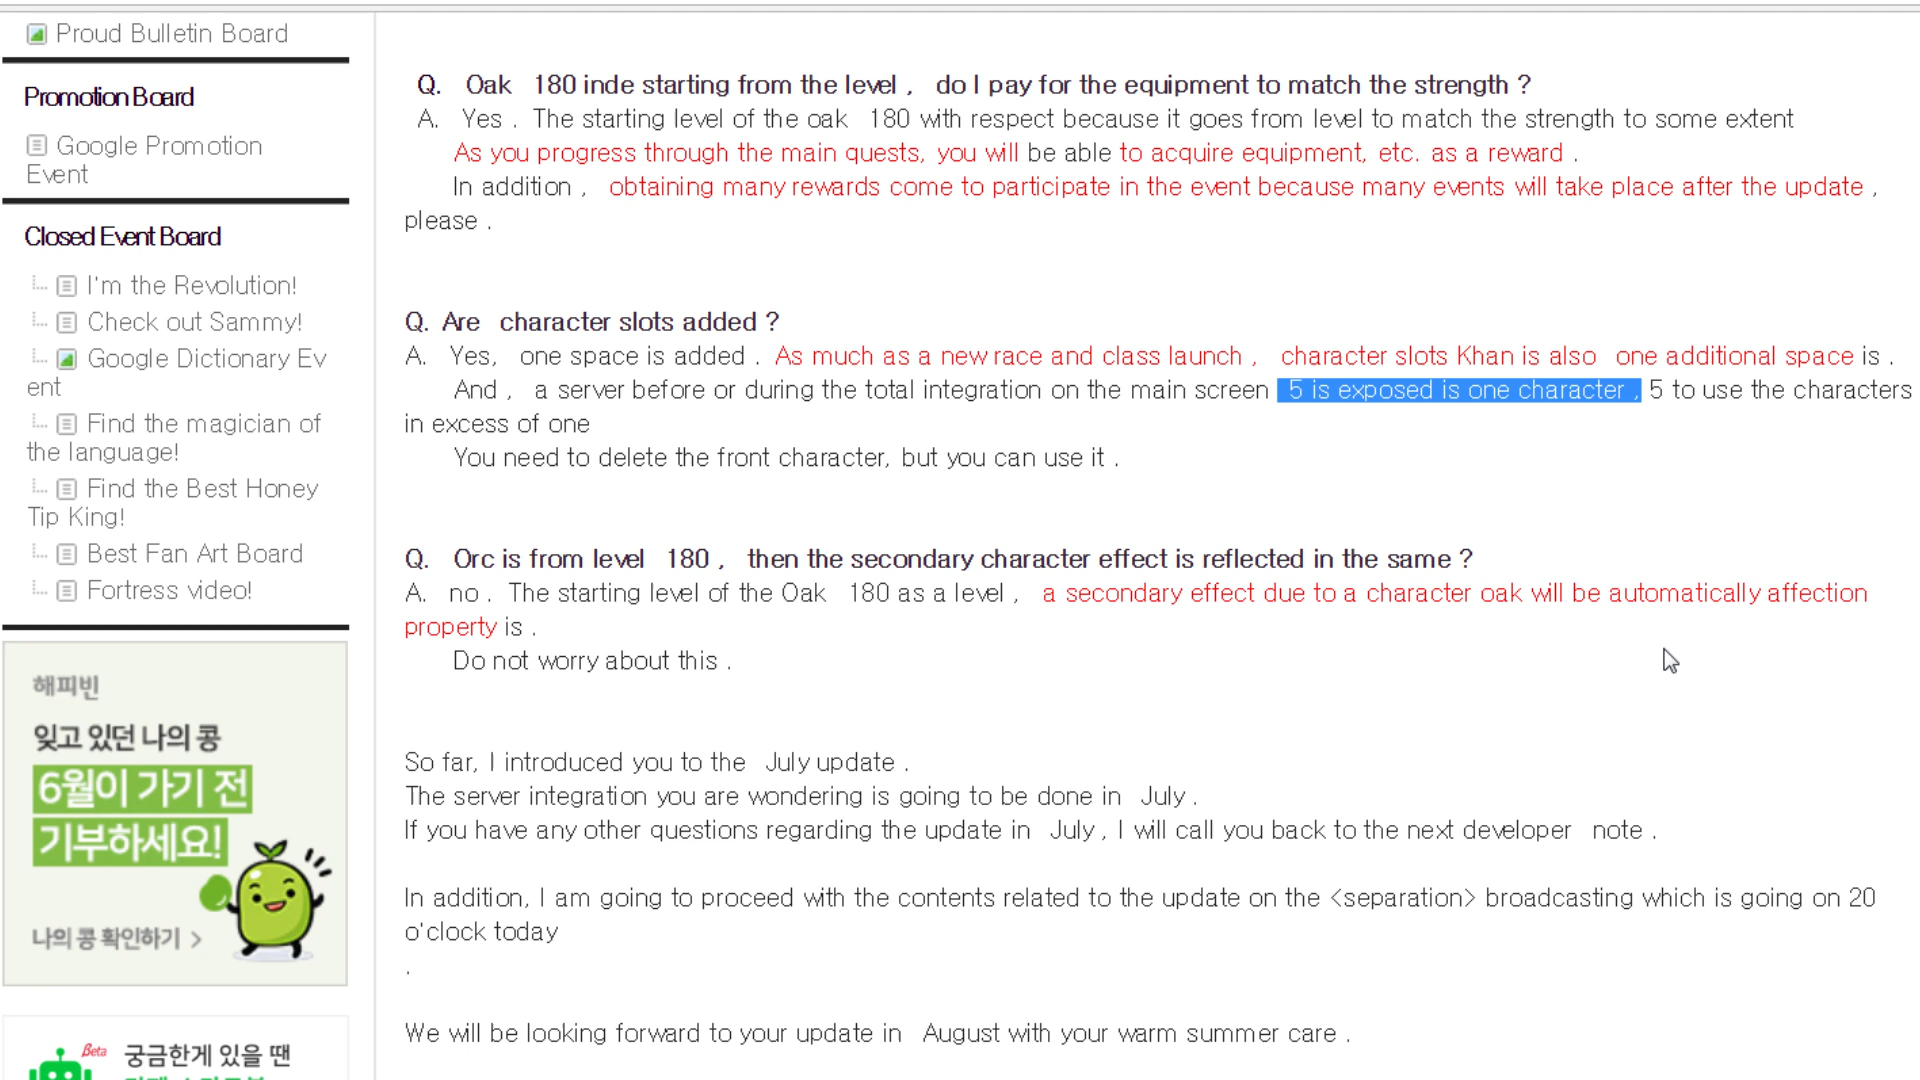 Proud Bulletin Board
Promotion Board
Google Promotion
Event
Closed Event Board
I'm the Revolution!
Check out Sammy!
Google Dictionary Ev
ent
Find the magician of
the language!
Find the Best Honey
Tip King!
Best Fan Art Board
Fortress video!
해피빈
잊고 있던 나의 콩
6월이 가기 전
기부하세요!
나의 콩 확인하기 >
Beta 궁금한게 있을 땐
Q. Oak 180 inde starting from the level , do I pay for the equipment to match the strength ?
A. Yes . The starting level of the oak 180 with respect because it goes from level to match the strength to some extent
As you progress through the main quests, you will be able to acquire equipment, etc. as a reward .
In addition , obtaining many rewards come to participate in the event because many events will take place after the update ,
please .
Q. Are character slots added ?
A. Yes, one space is added . As much as a new race and class launch , character slots Khan is also one additional space is .
And , a server before or during the total integration on the main screen 5 is exposed is one character , 5 to use the characters
in excess of one
You need to delete the front character, but you can use it .
Q. Orc is from level 180 , then the secondary character effect is reflected in the same ?
A. no . The starting level of the Oak 180 as a level , a secondary effect due to a character oak will be automatically affection
property is .
Do not worry about this .
So far, I introduced you to the July update .
The server integration you are wondering is going to be done in July .
If you have any other questions regarding the update in July , I will call you back to the next developer note .
In addition, I am going to proceed with the contents related to the update on the <separation> broadcasting which is going on 20
o'clock today
.
We will be looking forward to your update in August with your warm summer care .